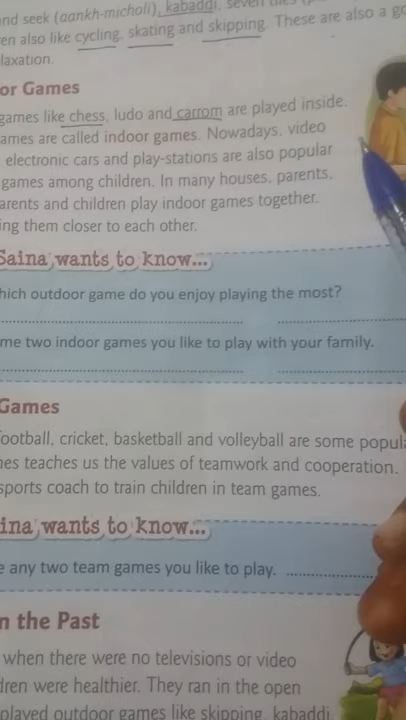 nd seek (aankh-micholi), kabaddi, seven
en also like cycling, skating and skipping. These are also a
laxation.
or Games
games like chess, ludo and carrom are played inside.
ames are called indoor games. Nowadays, video
electronic cars and play-stations are also popular
games among children. In many houses, parents,
arents and children play indoor games together.
ing them closer to each other.
Saina wants to know...
hich outdoor game do you enjoy playing the most?
me two indoor games you like to play with your family.
Games
ootball, cricket, basketball and volleyball are some popula
es teaches us the values of teamwork and cooperation.
sports coach to train children in team games.
ina wants to know...
e any two team games you like to play.
n the Past
when there were no televisions or video
dren were healthier. They ran in the open
played outdoor games like skipping, kabaddi